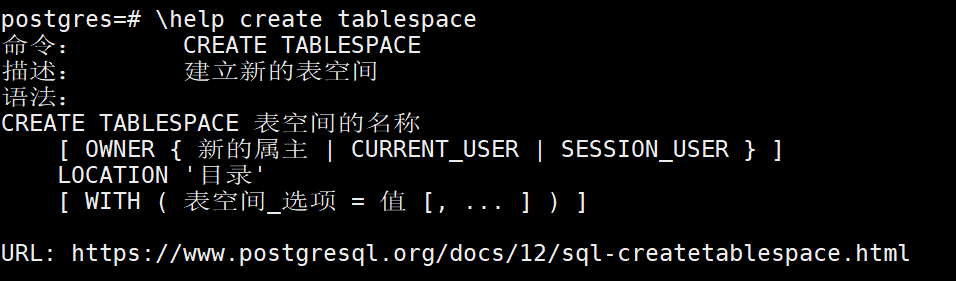 postgres=# \help create tablespace
命令：       CREATE TABLESPACE
描述：       建立新的表空间
语法：
CREATE TABLESPACE 表空间的名称
    [ OWNER { 新的属主 | CURRENT_USER | SESSION_USER } ]
    LOCATION '目录'
    [ WITH ( 表空间_选项 = 值 [, ... ] ) ]
URL: https://www.postgresql.org/docs/12/sql-createtablespace.html